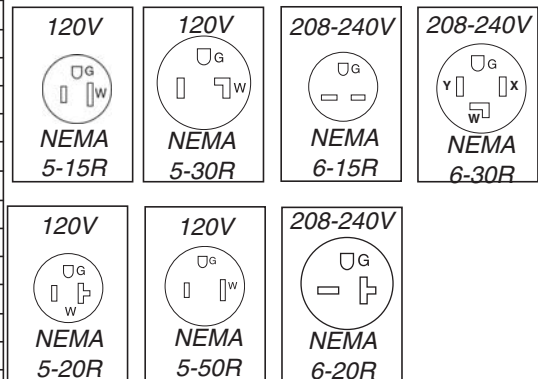 120V
G
W
NEMA
5-15R
120V
G
W
NEMA
5-30R
208-240V
G
NEMA
6-15R
208-240V
G
Y
X
W
NEMA
6-30R
120V
G
W
NEMA
5-20R
120V
G
W
NEMA
5-50R
208-240V
G
NEMA
6-20R